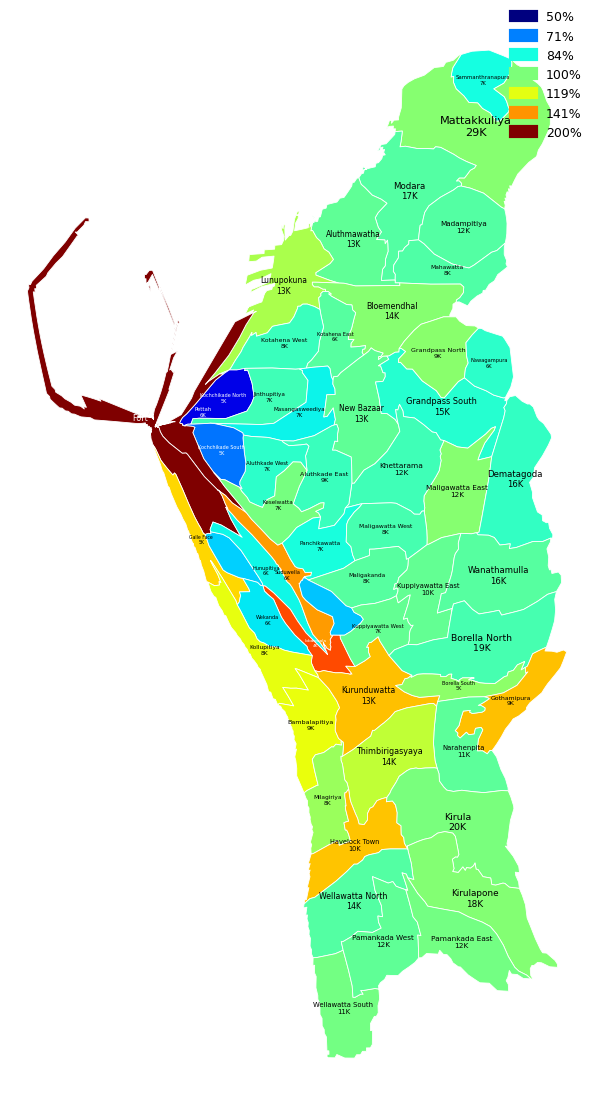 50%
71%
84%
100%
119%
141%
200%
Sammanthranapura
7K
Mattakkuliya
29K
Modara
17K
Madampitiya
12K
Aluthmawatha
13K
Mahawatta
8K
Lunupokuna
13K
Bloemendhal
14K
Kotahena West
8K
Kotahena East
6K
Grandpass North
9K
Nawagampura
6K
Kochchikade North
5K
Jinthupitiya
7K
Masangasweediya
7K
Pettah
6K
Fort
New Bazaar
13K
Grandpass South
15K
Kochchikade South
5K
Aluthkade West
7K
Aluthkade East
9K
Khettarama
12K
Dematagoda
16K
Maligawatta East
12K
Keselwatta
7K
Maligawatta West
8K
Galle Face
5K
Panchikawatta
7K
Hunupitiya
6K
Suduwella
6K
Maligakanda
8K
Wanathamulla
16K
Kuppiyawatta East
10K
Wekanda
6K
Kuppiyawatta West
7K
Borella North
19K
Kollupitiya
8K
Borella South
5K
Kurunduwatta
13K
Gothamipura
9K
Bambalapitiya
9K
Narahenpita
11K
Thimbirigasyaya
14K
Milagiriya
8K
Kirula
20K
Havelock Town
10K
Kirulapone
18K
Wellawatta North
14K
Pamankada West
12K
Pamankada East
12K
Wellawatta South
11K